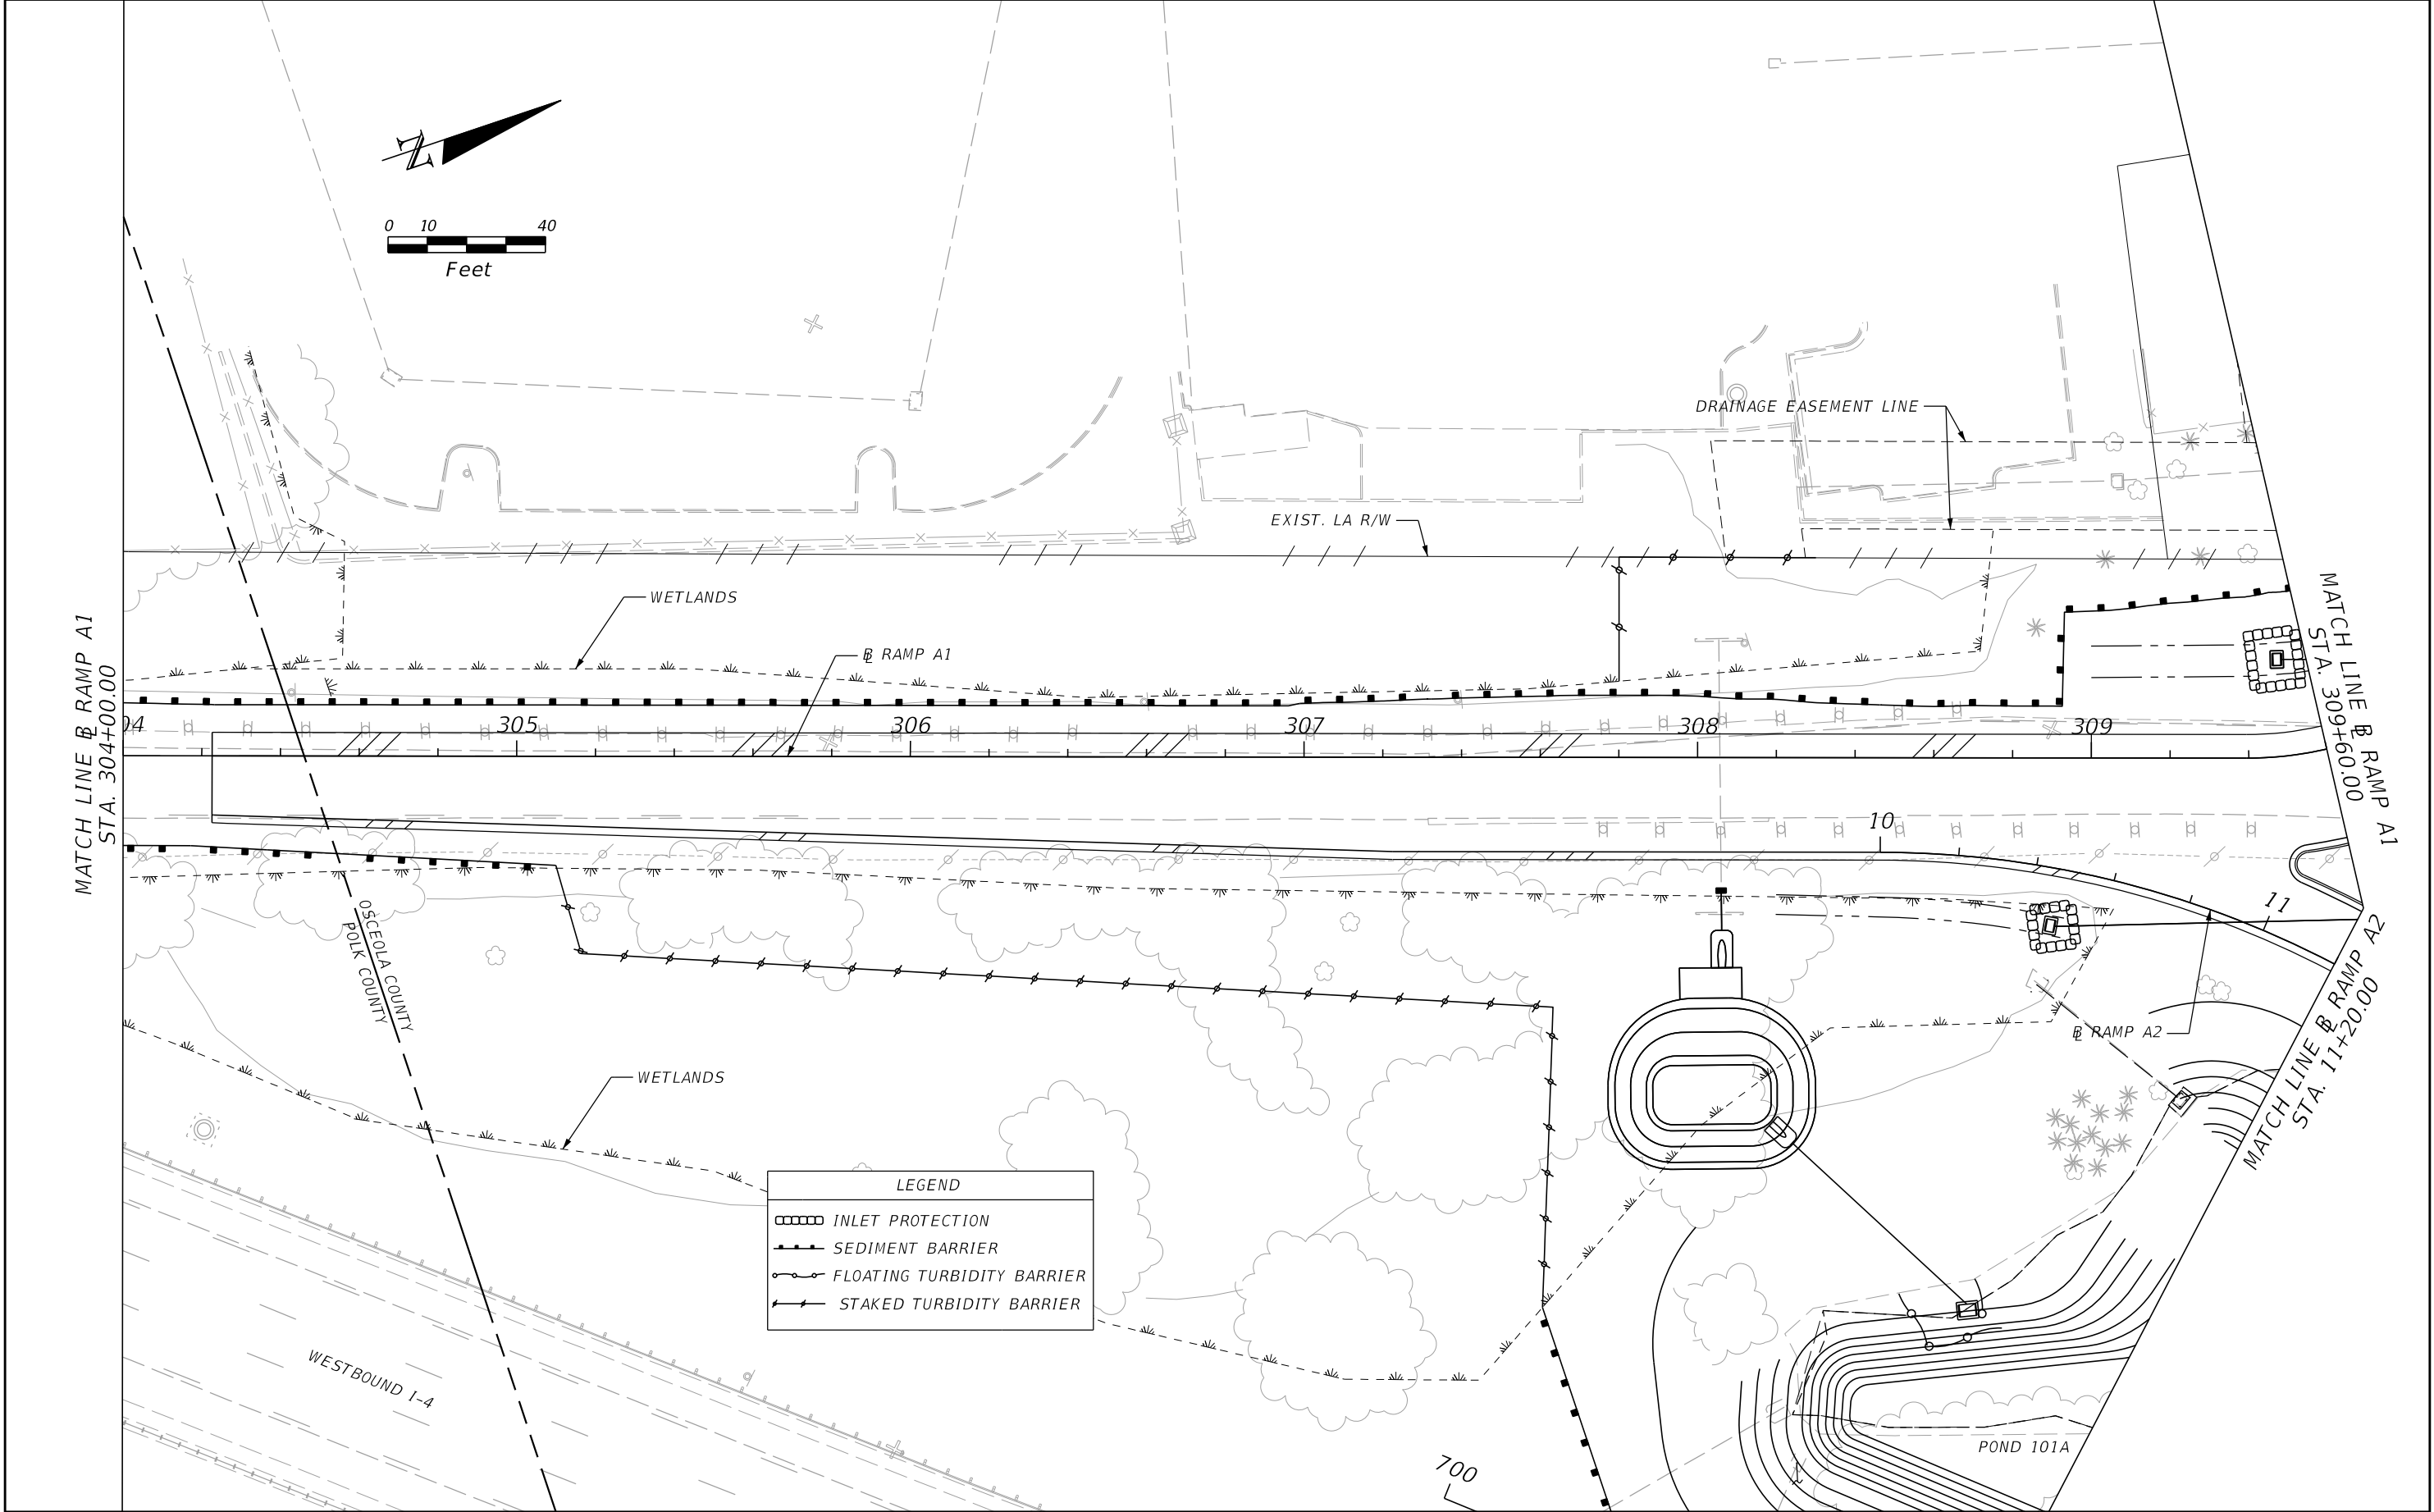 N
0 10 40
Feet
DRAINAGE EASEMENT LINE
EXIST. LA R/W
WETLANDS
℄ RAMP A1
MATCH LINE ℄ RAMP A1
STA. 304+00.00
04 305 306 307 308 309
MATCH LINE ℄ RAMP A1
STA. 309+60.00
10
11
OSCEOLA COUNTY
POLK COUNTY
℄ RAMP A2
MATCH LINE ℄ RAMP A2
STA. 11+20.00
WETLANDS
LEGEND
INLET PROTECTION
SEDIMENT BARRIER
FLOATING TURBIDITY BARRIER
STAKED TURBIDITY BARRIER
WESTBOUND I-4
POND 101A
700